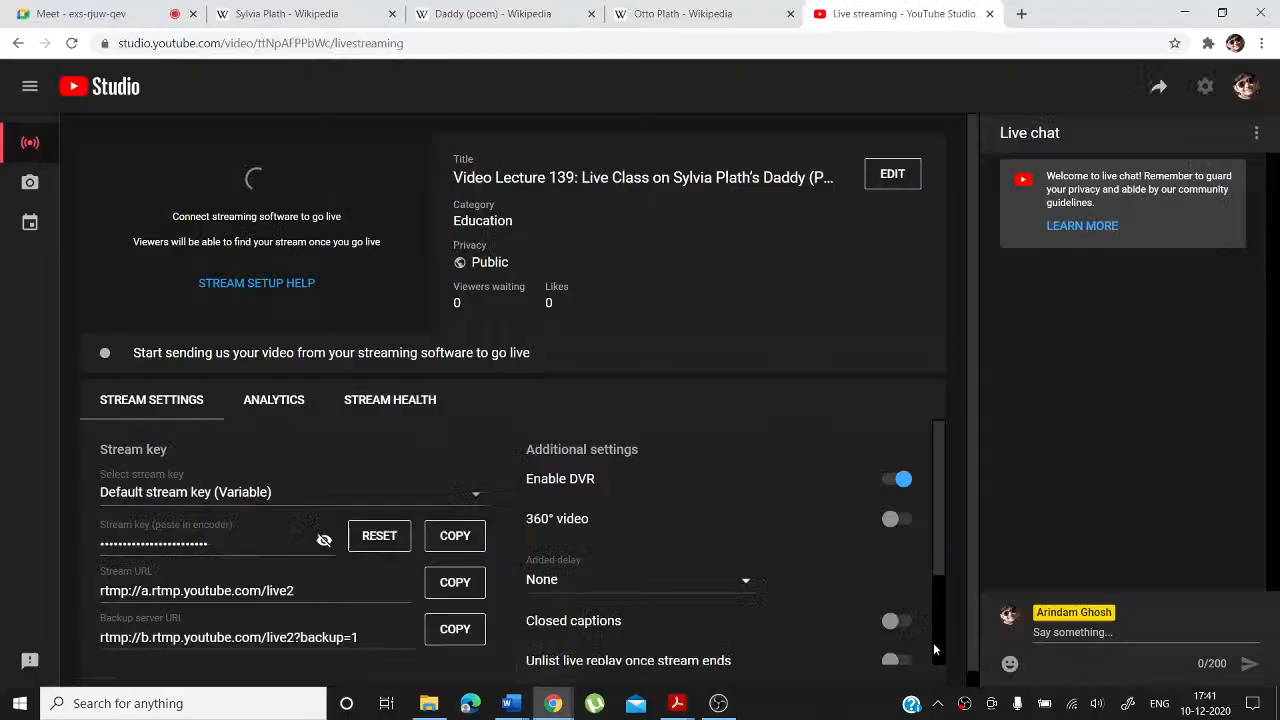 Meet - exs-rjuw-qpo
Sylvia Plath - Wikipedia
Daddy (poem) - Wikipedia
Otto Plath - Wikipedia
Live streaming - YouTube Studio
studio.youtube.com/video/ttNpAFPPbWc/livestreaming
Studio
Connect streaming software to go live
Viewers will be able to find your stream once you go live
STREAM SETUP HELP
Title
Video Lecture 139: Live Class on Sylvia Plath's Daddy (P...
EDIT
Category
Education
Privacy
Public
Viewers waiting
Likes
0
0
Start sending us your video from your streaming software to go live
STREAM SETTINGS
ANALYTICS
STREAM HEALTH
Stream key
Select stream key
Default stream key (Variable)
Stream key (paste in encoder)
••••••••••••••••••••••••
RESET
COPY
Stream URL
rtmp://a.rtmp.youtube.com/live2
COPY
Backup server URL
rtmp://b.rtmp.youtube.com/live2?backup=1
COPY
Additional settings
Enable DVR
360° video
Added delay
None
Closed captions
Unlist live replay once stream ends
Live chat
Welcome to live chat! Remember to guard
your privacy and abide by our community
guidelines.
LEARN MORE
Arindam Ghosh
Say something...
0/200
Search for anything
ENG
17:41
10-12-2020